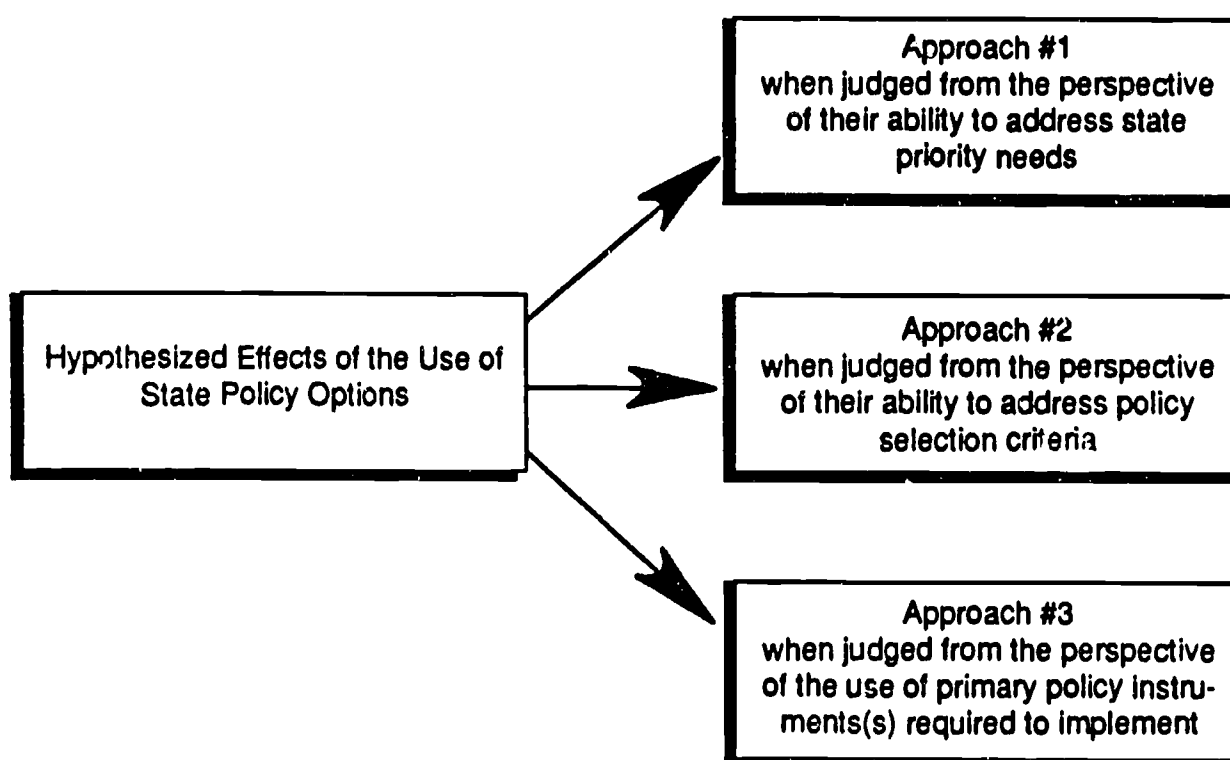 Approach #1
when judged from the perspective
of their ability to address state
priority needs
Hypothesized Effects of the Use of
State Policy Options
Approach #2
when judged from the perspective
of their ability to address policy
selection criteria
Approach #3
when judged from the perspective
of the use of primary policy instru-
ments(s) required to implement